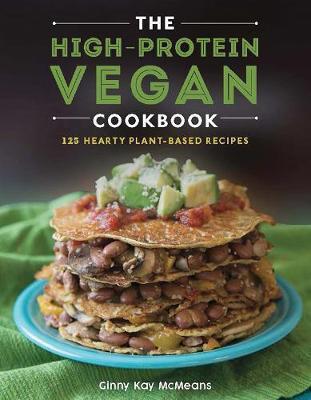 THE
HIGH-PROTEIN
VEGAN
COOKBOOK
125 HEARTY PLANT-BASED RECIPES
Ginny Kay McMeans